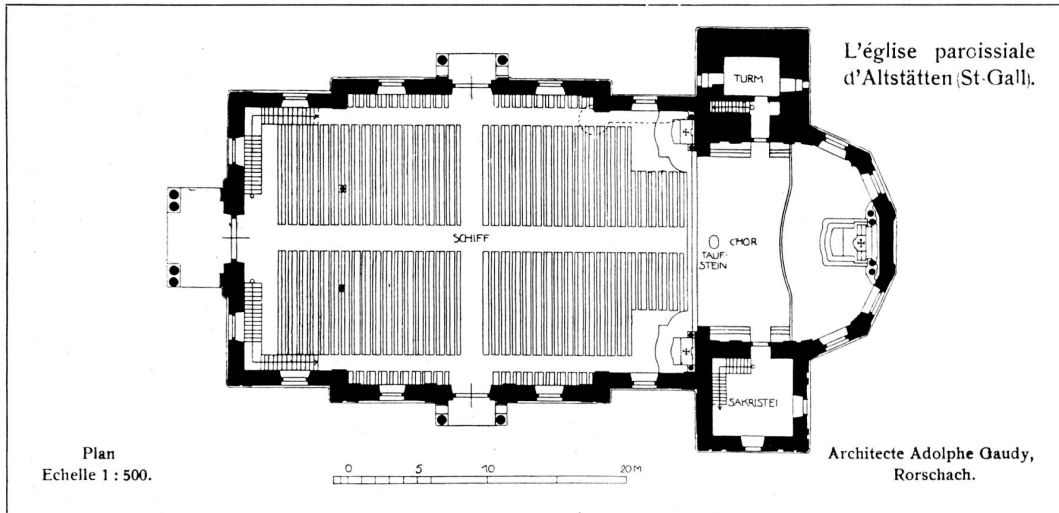 L'église paroissiale
d'Altstätten (St-Gall).
TURM
SCHIFF
CHOR
TAUF-
STEIN
SAKRISTEI
Plan
Echelle 1 : 500.
0 5 10 20 M
Architecte Adolphe Gaudy,
Rorschach.